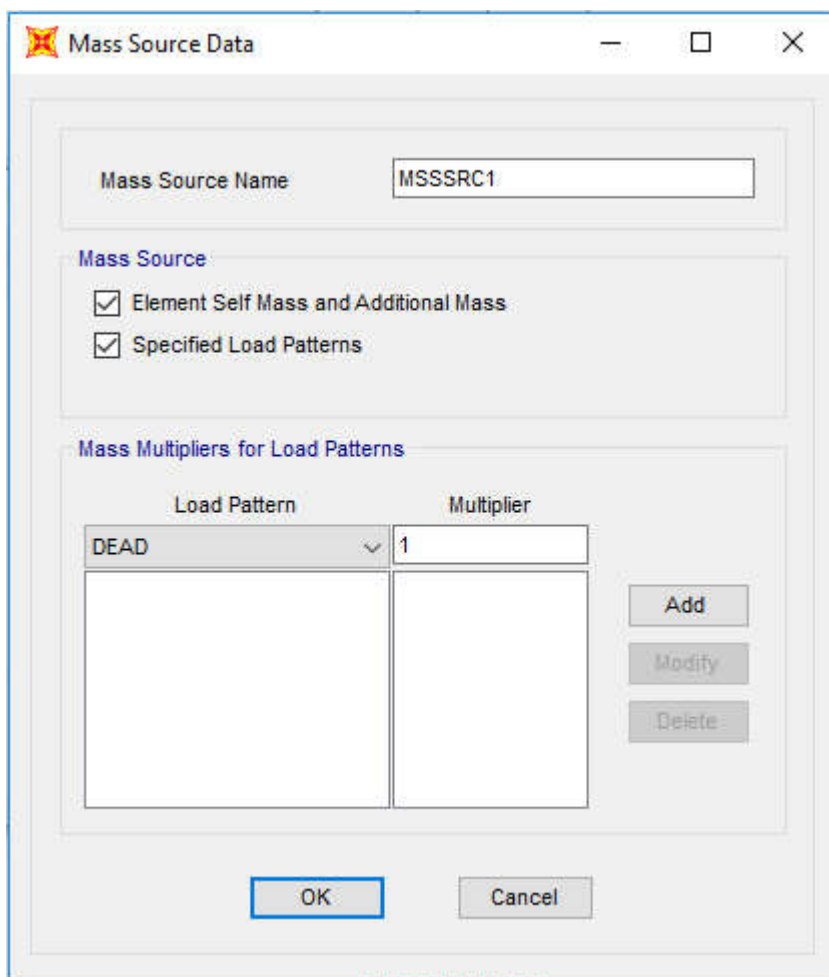 Mass Source Data
Mass Source Name MSSSRC1
Mass Source
Element Self Mass and Additional Mass
Specified Load Patterns
Mass Multipliers for Load Patterns
Load Pattern Multiplier
DEAD 1
Add
Modify
Delete
OK Cancel